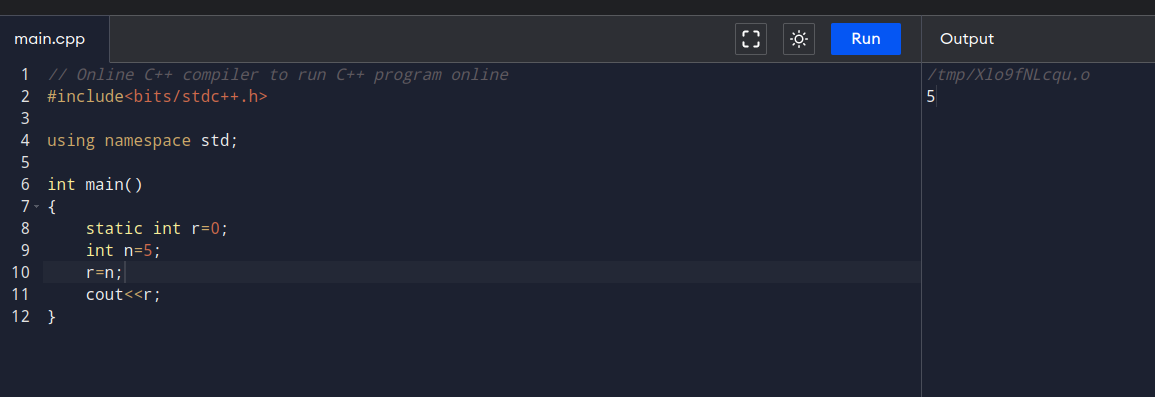 main.cpp
Run
Output
1 // Online C++ compiler to run C++ program online
2 #include<bits/stdc++.h>
3
4 using namespace std;
5
6 int main()
7 {
8     static int r=0;
9     int n=5;
10     r=n;
11     cout<<r;
12 }
/tmp/Xlo9fNLcqu.o
5